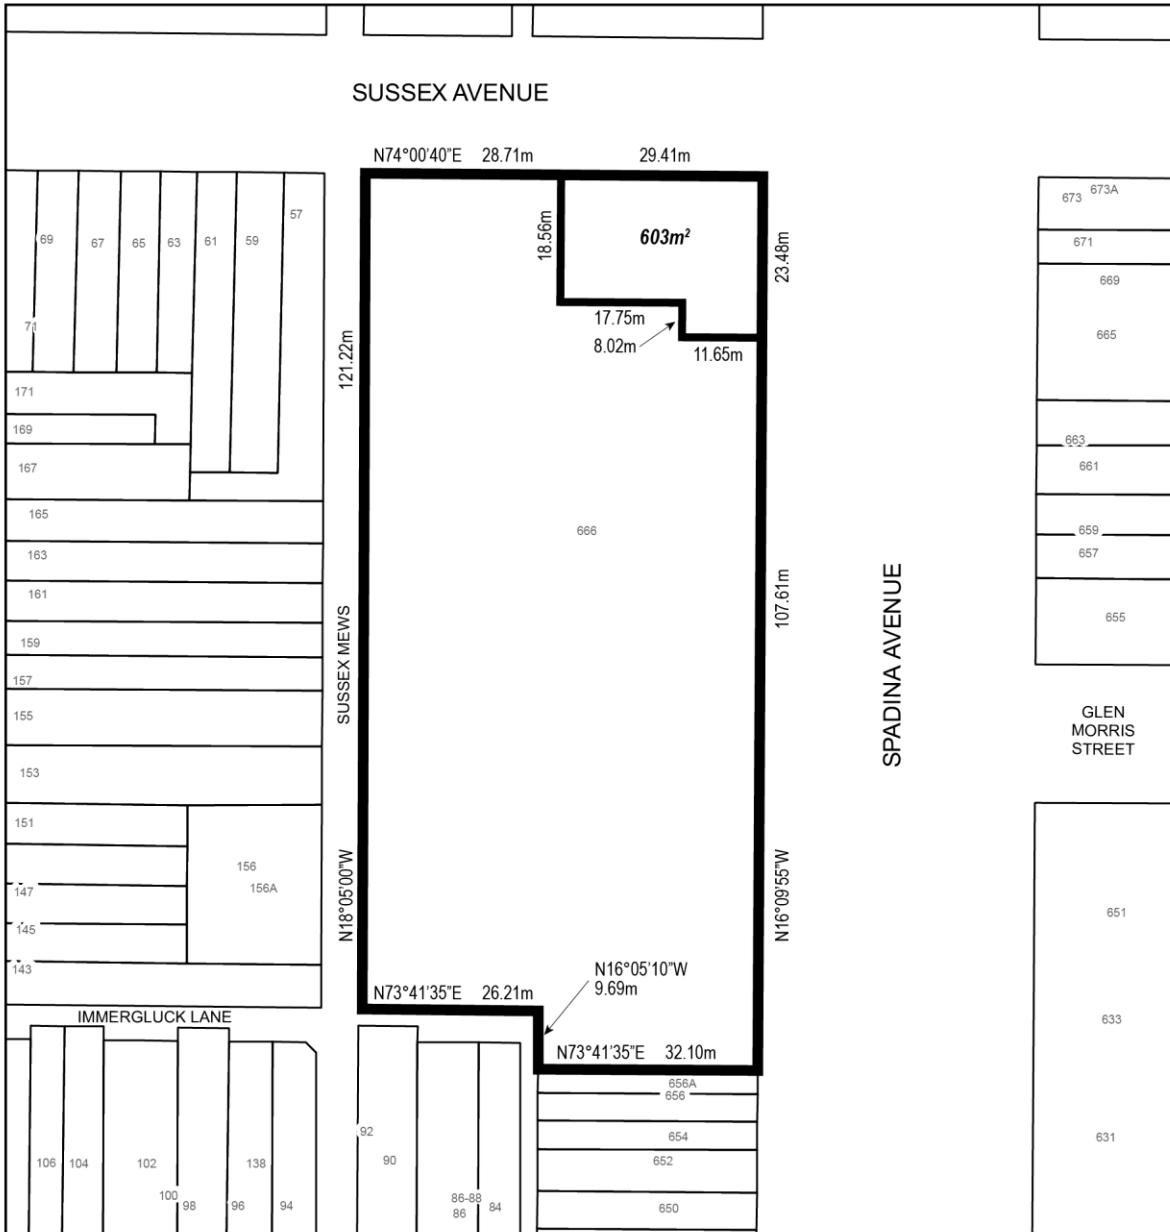 SUSSEX AVENUE
N74°00'40"E 28.71m 29.41m
18.56m
603m²
23.48m
17.75m
8.02m
11.65m
121.22m
666
107.61m
SUSSEX MEWS
SPADINA AVENUE
N18°05'00"W
N16°09'55"W
N16°05'10"W
9.69m
N73°41'35"E 26.21m
N73°41'35"E 32.10m
IMMERGLUCK LANE
GLEN
MORRIS
STREET
69
67
65
63
61
59
57
71
171
169
167
165
163
161
159
157
155
153
151
156
156A
147
145
143
106
104
102
100
98
138
96
94
92
90
86-88
86
84
656A
656
654
652
650
673
673A
671
669
665
663
661
659
657
655
651
633
631